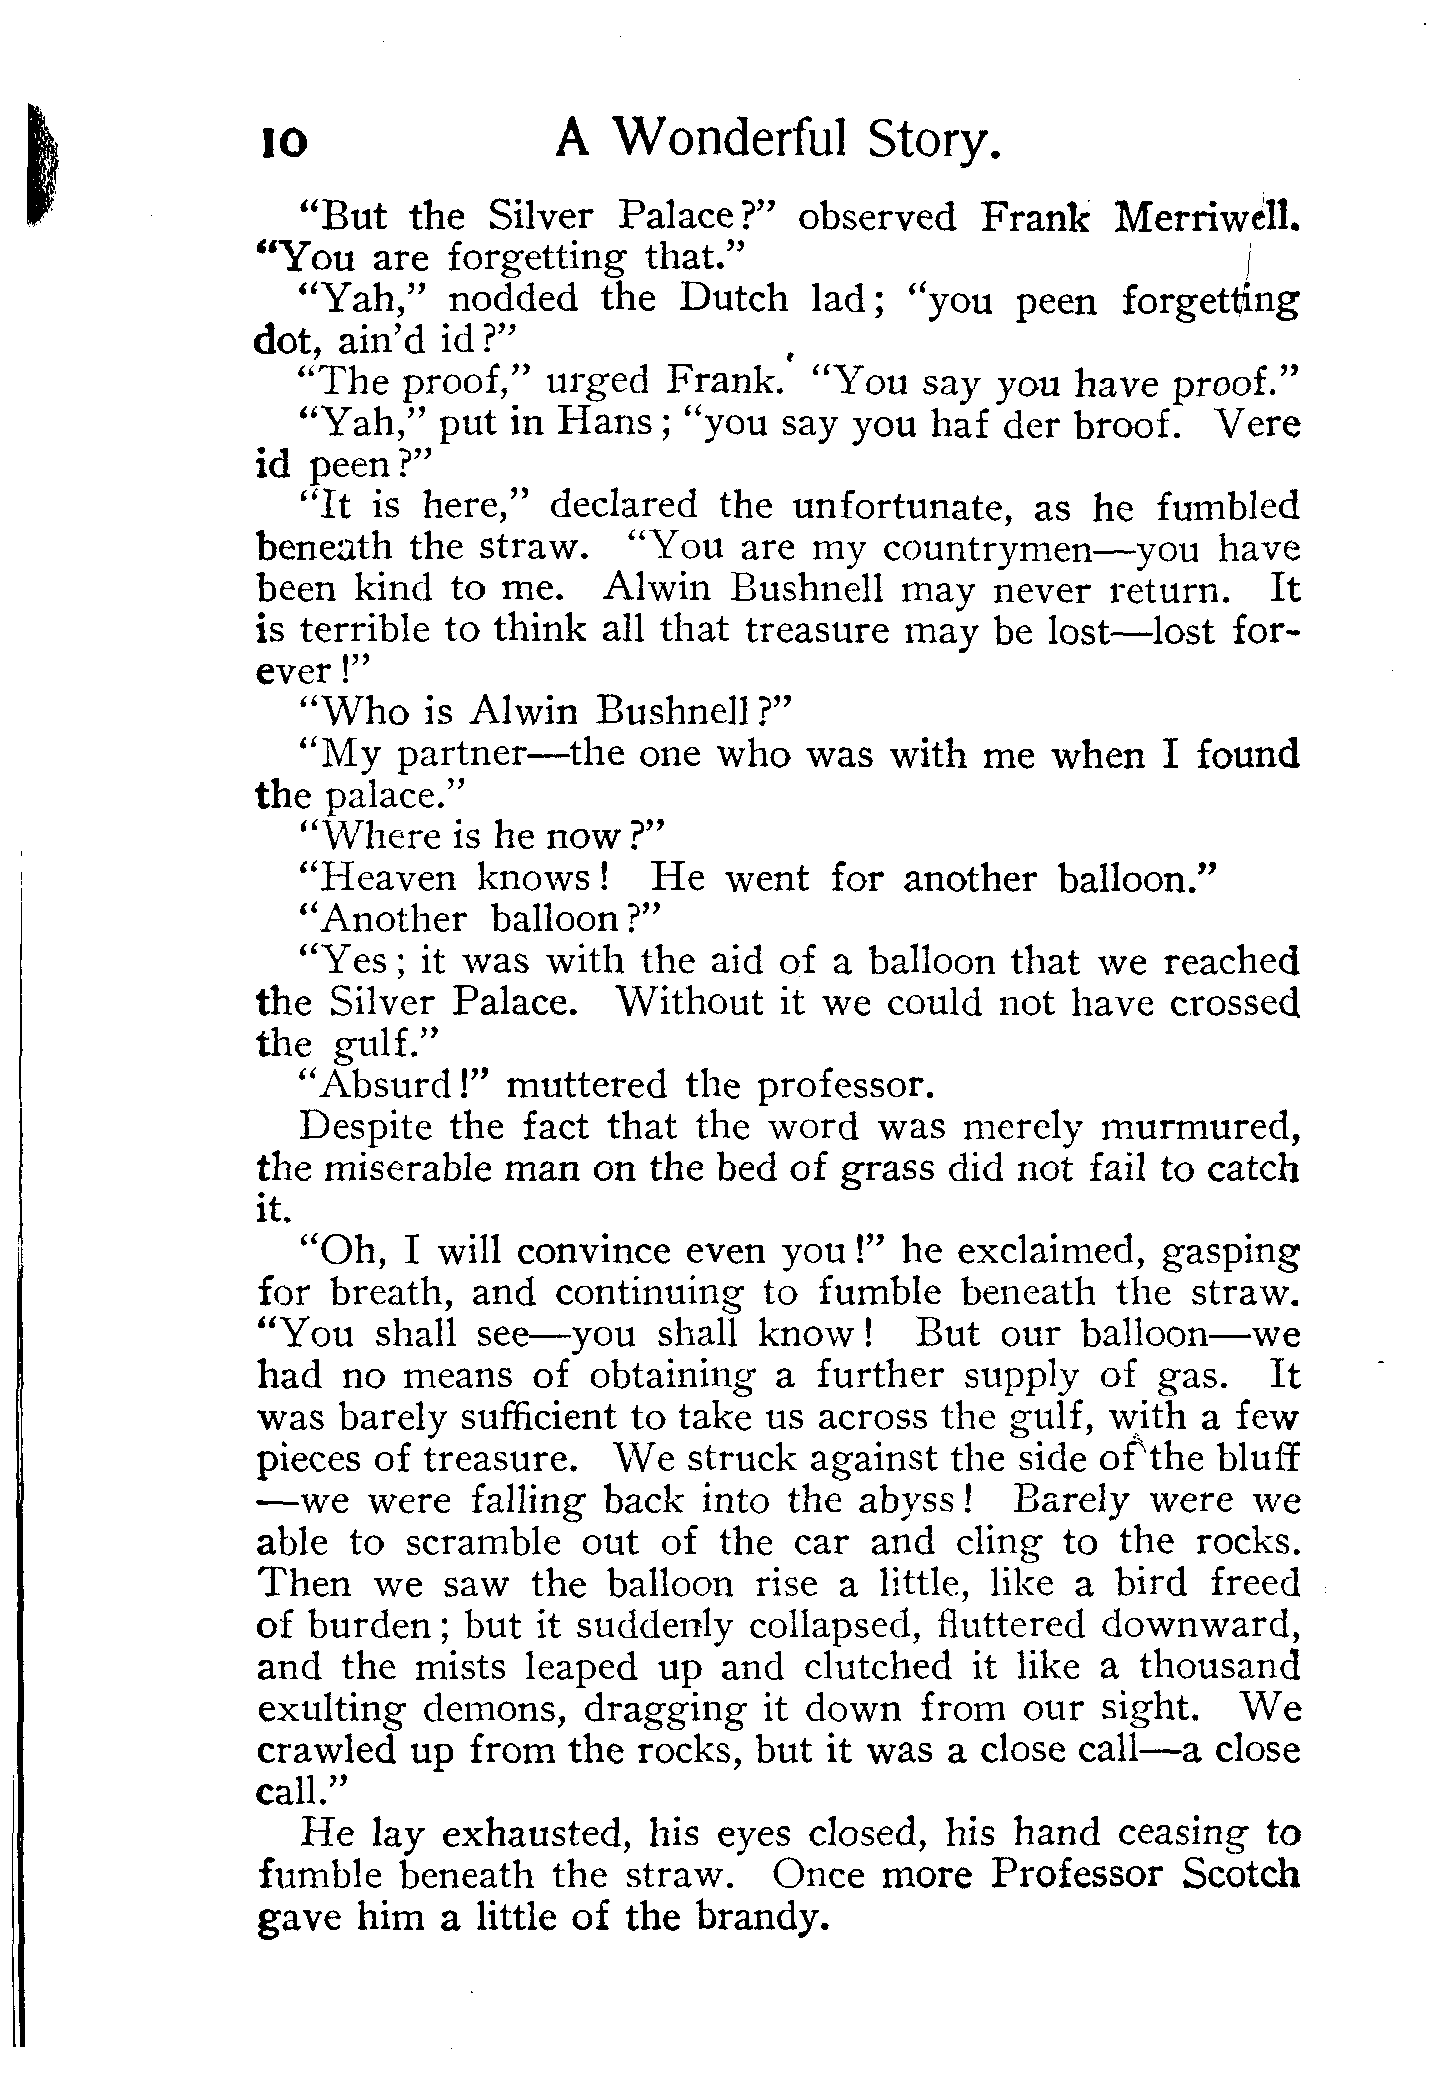 10 A Wonderful Story.
“But the Silver Palace?” observed Frank Merriwell.
“You are forgetting that.”
“Yah,” nodded the Dutch lad; “you peen forgetting
dot, ain’d id?”
“The proof,” urged Frank. “You say you have proof.”
“Yah,” put in Hans; “you say you haf der broof. Vere
id peen?”
“It is here,” declared the unfortunate, as he fumbled
beneath the straw. “You are my countrymen—you have
been kind to me. Alwin Bushnell may never return. It
is terrible to think all that treasure may be lost—lost for-
ever!”
“Who is Alwin Bushnell?”
“My partner—the one who was with me when I found
the palace.”
“Where is he now?”
“Heaven knows! He went for another balloon.”
“Another balloon?”
“Yes; it was with the aid of a balloon that we reached
the Silver Palace. Without it we could not have crossed
the gulf.”
“Absurd!” muttered the professor.
Despite the fact that the word was merely murmured,
the miserable man on the bed of grass did not fail to catch
it.
“Oh, I will convince even you!” he exclaimed, gasping
for breath, and continuing to fumble beneath the straw.
“You shall see—you shall know! But our balloon—we
had no means of obtaining a further supply of gas. It
was barely sufficient to take us across the gulf, with a few
pieces of treasure. We struck against the side of the bluff
—we were falling back into the abyss! Barely were we
able to scramble out of the car and cling to the rocks.
Then we saw the balloon rise a little, like a bird freed
of burden; but it suddenly collapsed, fluttered downward,
and the mists leaped up and clutched it like a thousand
exulting demons, dragging it down from our sight. We
crawled up from the rocks, but it was a close call—a close
call.”
He lay exhausted, his eyes closed, his hand ceasing to
fumble beneath the straw. Once more Professor Scotch
gave him a little of the brandy.